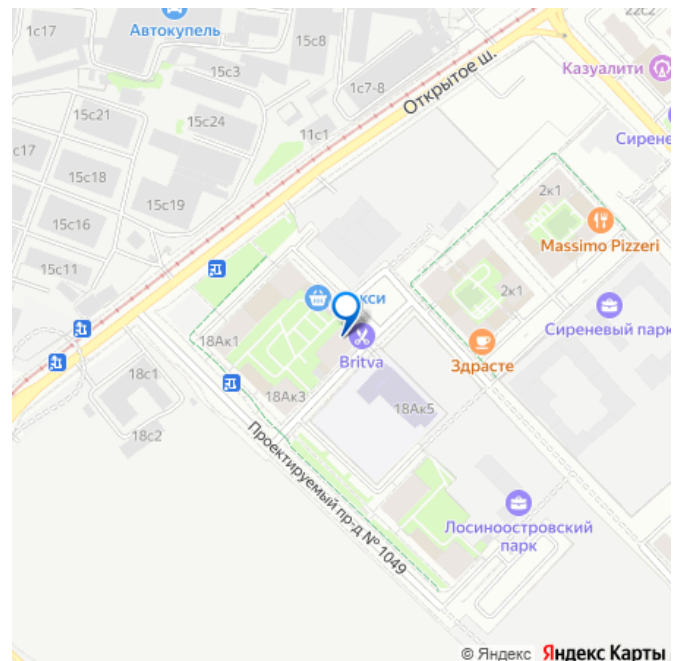 22с2
1с17
Автокупель
15с8
15с3
1с7-8
Казуалити
Открытое ш.
15с21
15с24
11с1
Сирене
с17
15с18
15с19
2к1
15с16
Massimo Pizzeri
15с11
2к1
кси
Сиреневый парк
18Ак1
Britva
Здрасте
18с1
18Ак3
18Ак5
18с2
Проектируемый пр-д № 1049
Лосиноостровский
парк
© Яндекс Яндекс Карты